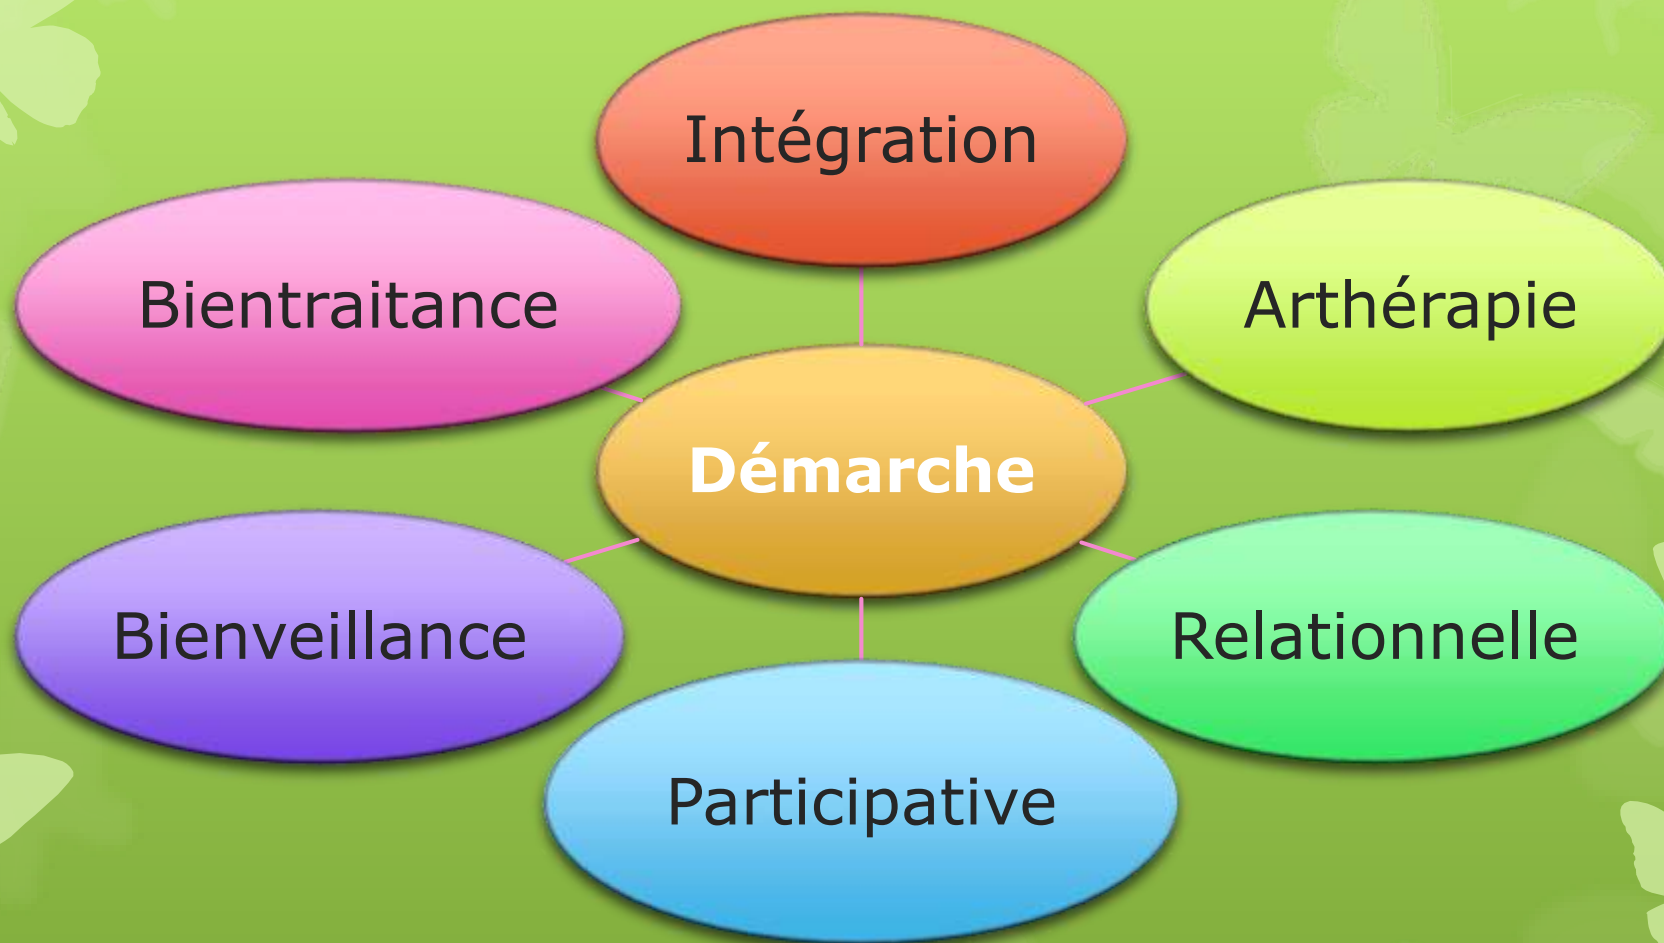 Intégration
Bientraitance
Arthérapie
Démarche
Bienveillance
Relationnelle
Participative